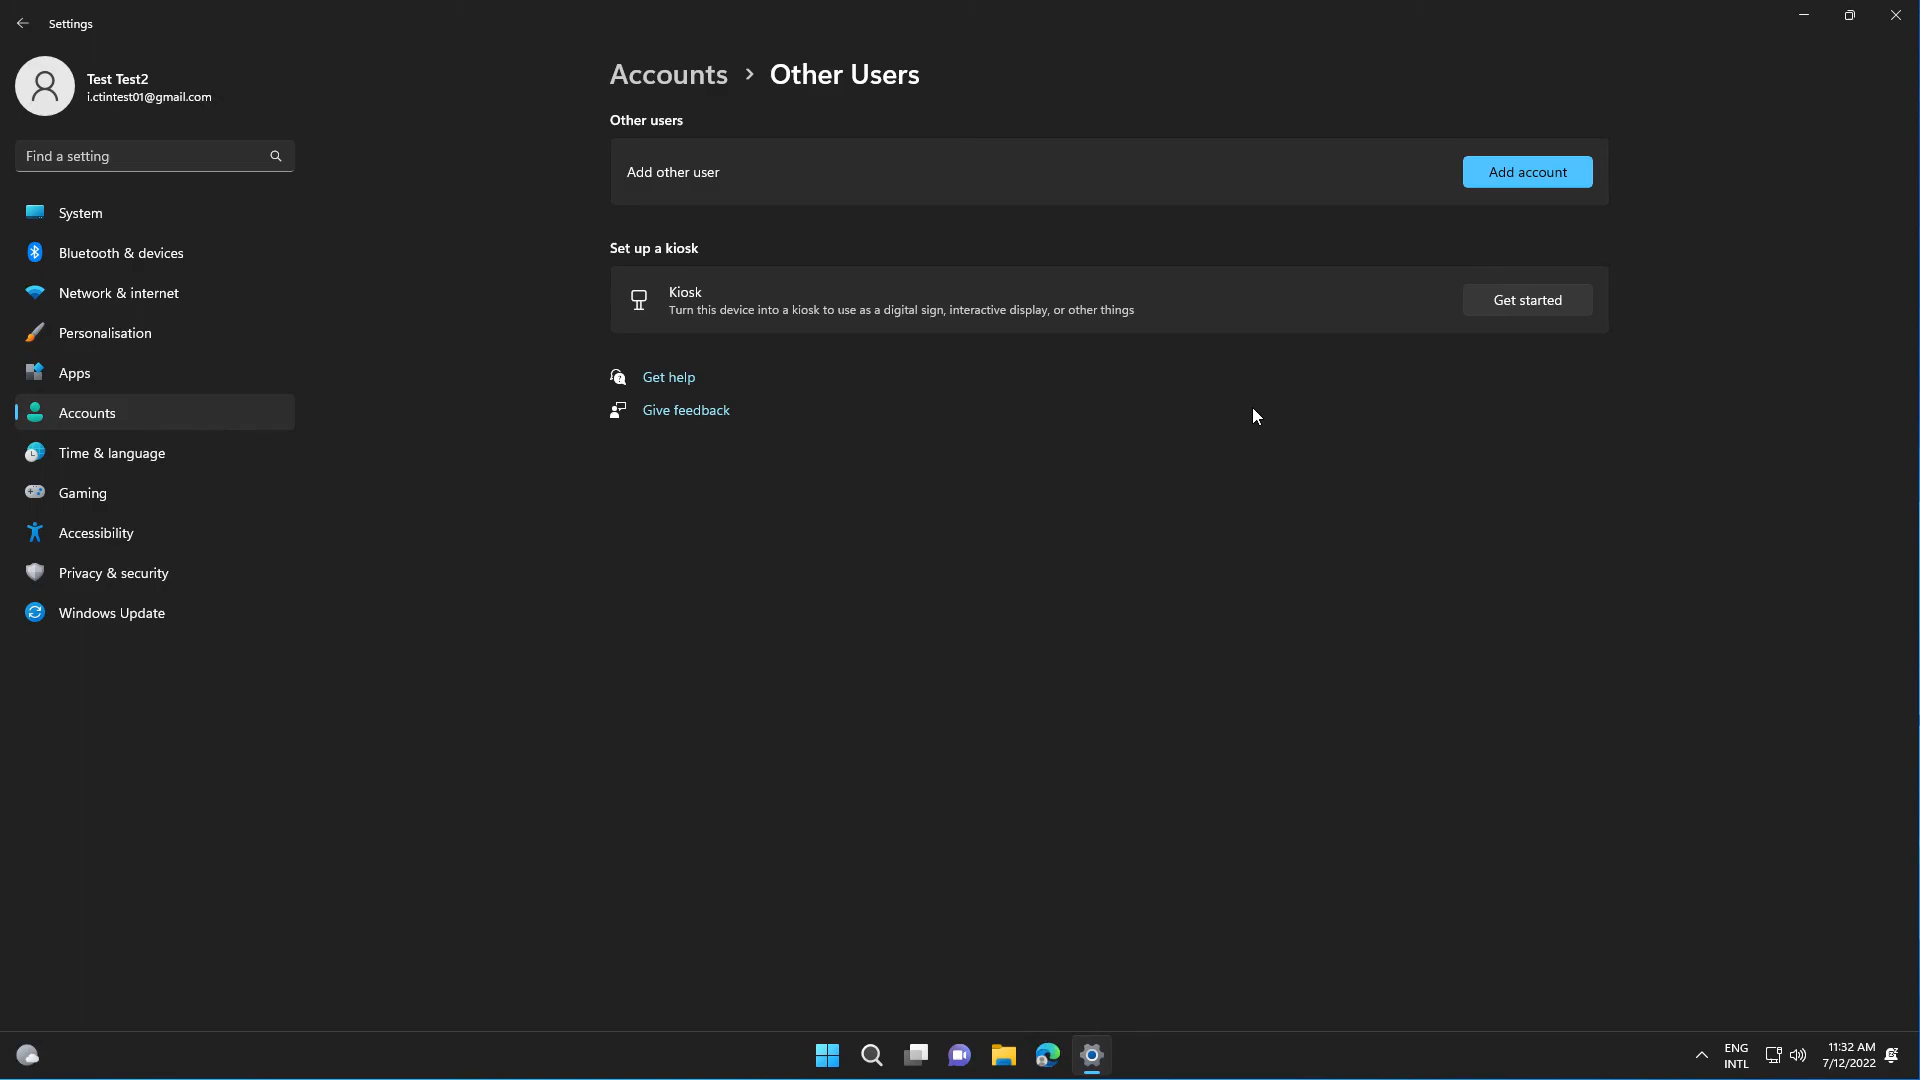 Settings
Test Test2
i.ctintest01@gmail.com
Find a setting
System
Bluetooth & devices
Network & internet
Personalisation
Apps
Accounts
Time & language
Gaming
Accessibility
Privacy & security
Windows Update
Accounts › Other Users
Other users
Add other user
Add account
Set up a kiosk
Kiosk
Turn this device into a kiosk to use as a digital sign, interactive display, or other things
Get started
Get help
Give feedback
ENG
INTL
11:32 AM
7/12/2022